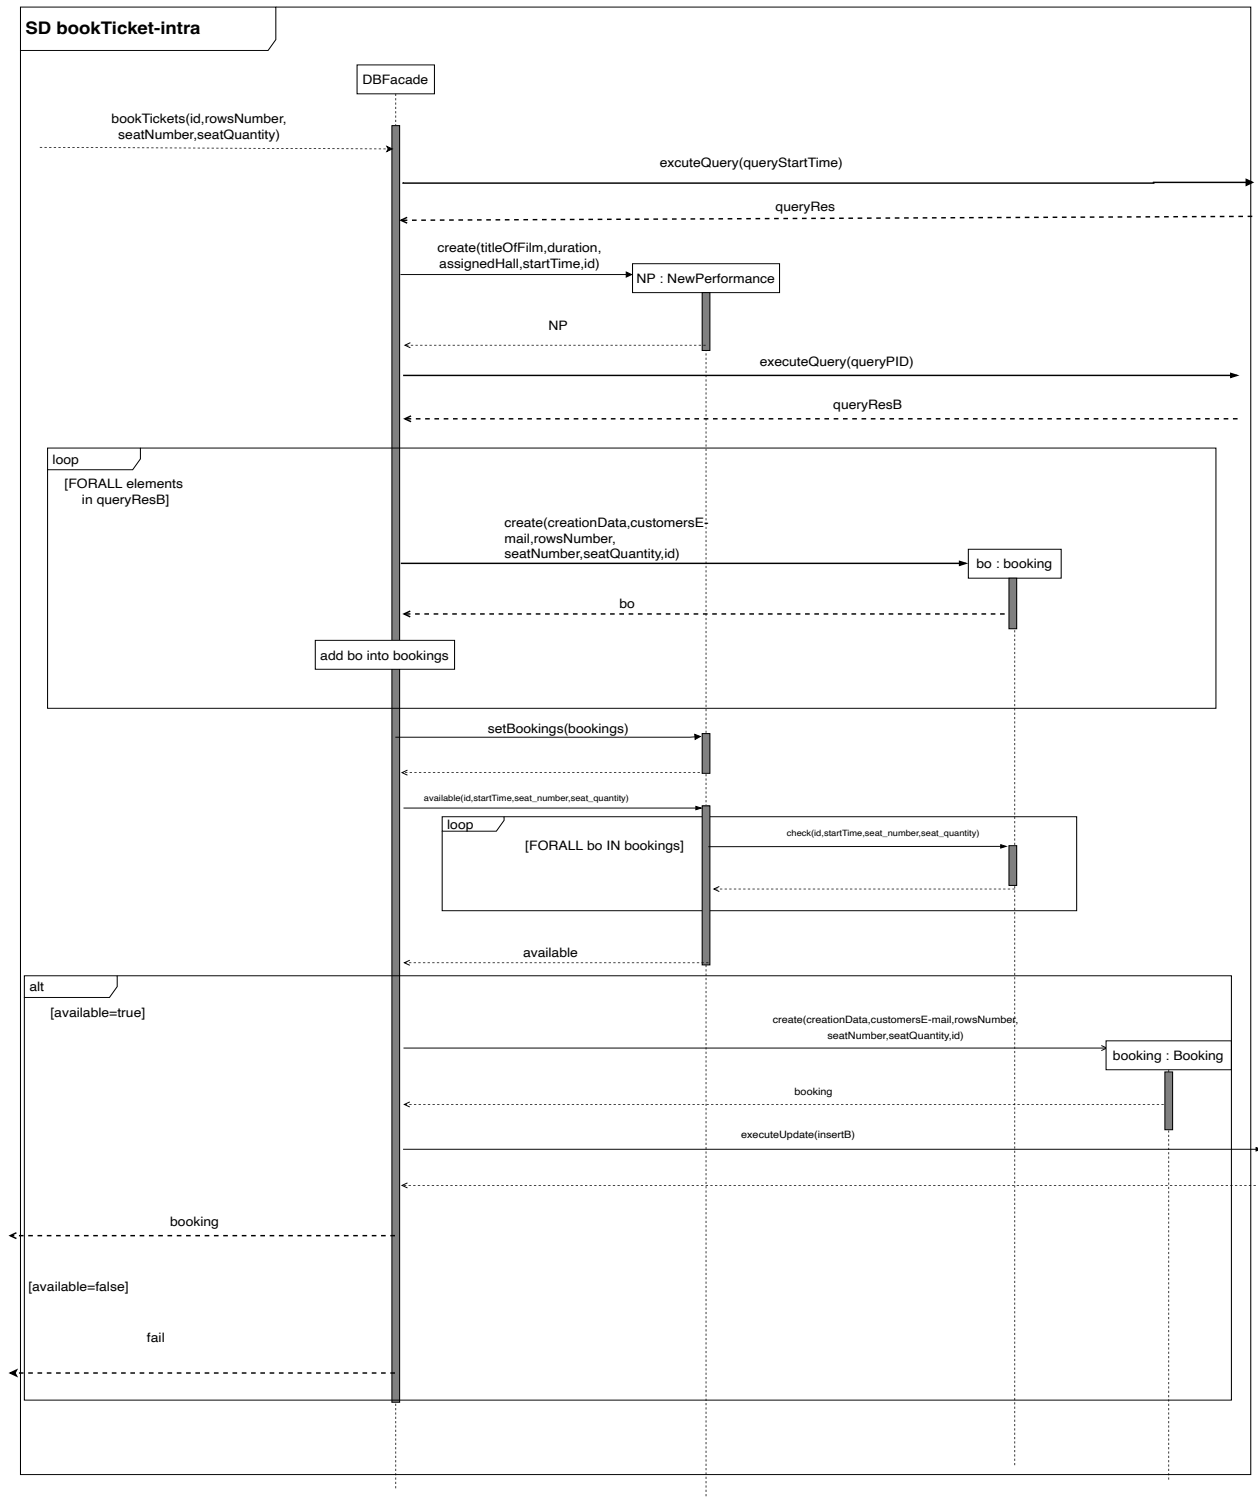 SD bookTicket-intra
DBFacade
bookTickets(id,rowsNumber,
seatNumber,seatQuantity)
excuteQuery(queryStartTime)
queryRes
create(titleOfFilm,duration,
assignedHall,startTime,id)
NP : NewPerformance
NP
executeQuery(queryPID)
queryResB
loop
[FORALL elements
in queryResB]
create(creationData,customersE-
mail,rowsNumber,
seatNumber,seatQuantity,id)
bo : booking
bo
add bo into bookings
setBookings(bookings)
available(id,startTime,seat_number,seat_quantity)
loop
[FORALL bo IN bookings]
check(id,startTime,seat_number,seat_quantity)
available
alt
[available=true]
create(creationData,customersE-mail,rowsNumber,
seatNumber,seatQuantity,id)
booking : Booking
booking
executeUpdate(insertB)
booking
[available=false]
fail